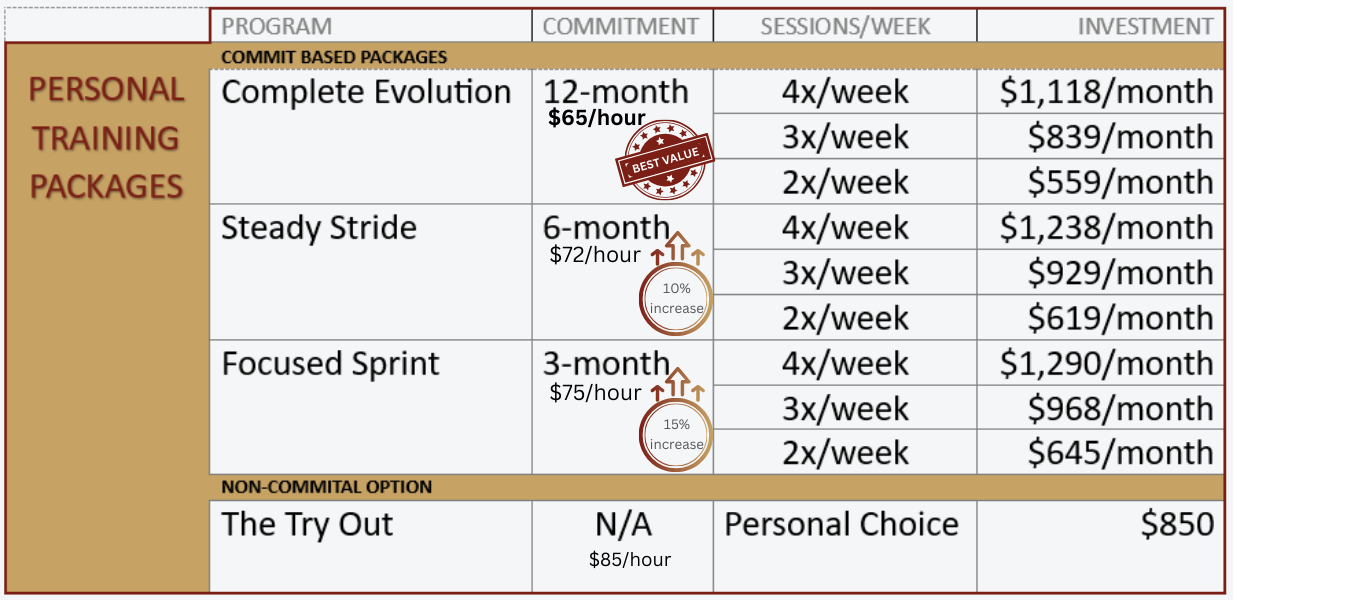 PROGRAM COMMITMENT SESSIONS/WEEK INVESTMENT
PERSONAL
TRAINING
PACKAGES
COMMIT BASED PACKAGES
Complete Evolution 12-month 4x/week $1,118/month
$65/hour
3x/week $839/month
BEST VALUE
2x/week $559/month
Steady Stride 6-month 4x/week $1,238/month
$72/hour
3x/week $929/month
10%
increase
2x/week $619/month
Focused Sprint 3-month 4x/week $1,290/month
$75/hour
3x/week $968/month
15%
increase
2x/week $645/month
NON-COMMITAL OPTION
The Try Out N/A Personal Choice $850
$85/hour